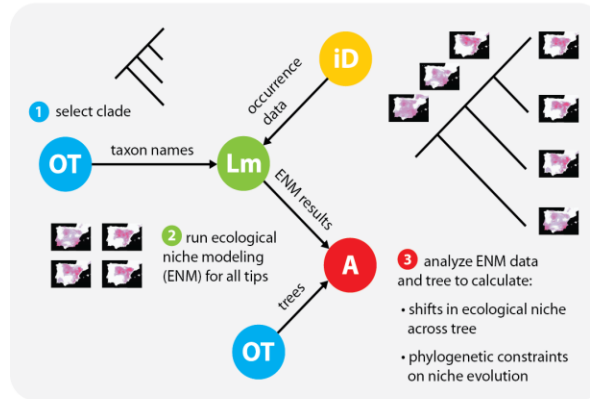 iD
occurrence
data
1 select clade
OT
taxon names
Lm
ENM results
2 run ecological
niche modeling
(ENM) for all tips
A
trees
OT
3 analyze ENM data
and tree to calculate:
• shifts in ecological niche
across tree
• phylogenetic constraints
on niche evolution